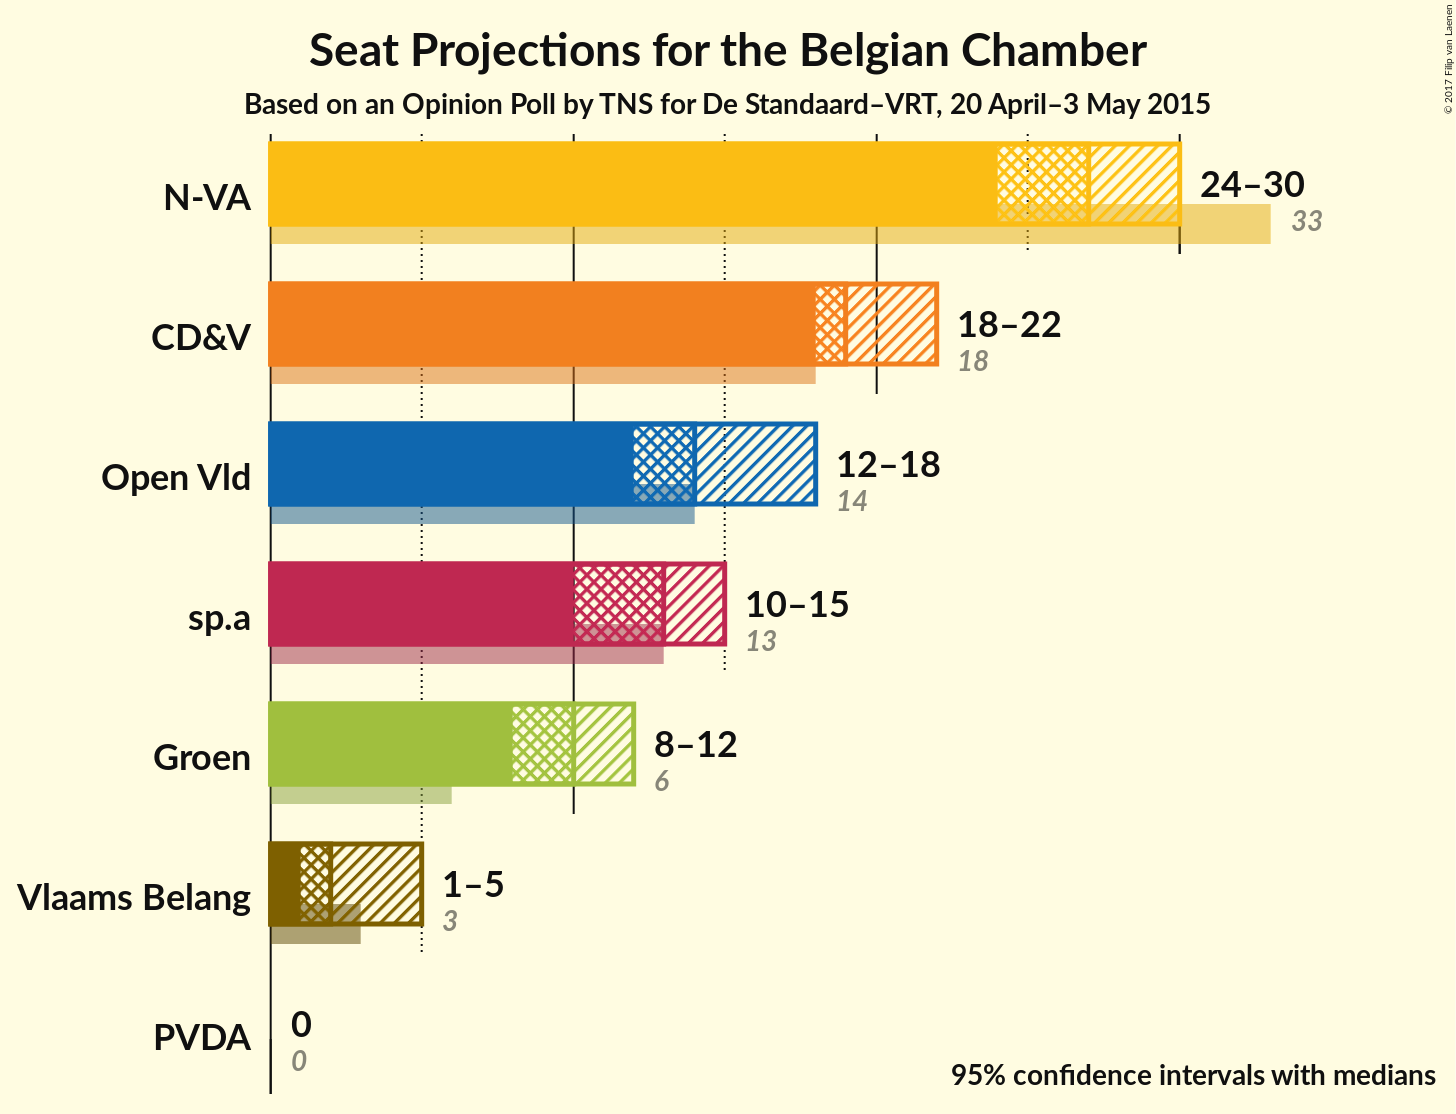 Seat Projections for the Belgian Chamber
Based on an Opinion Poll by TNS for De Standaard–VRT, 20 April–3 May 2015
© 2017 Filip van Laenen
N-VA
24–30
33
CD&V
18–22
18
Open Vld
12–18
14
sp.a
10–15
13
Groen
8–12
6
Vlaams Belang
1–5
3
PVDA
0
0
95% confidence intervals with medians